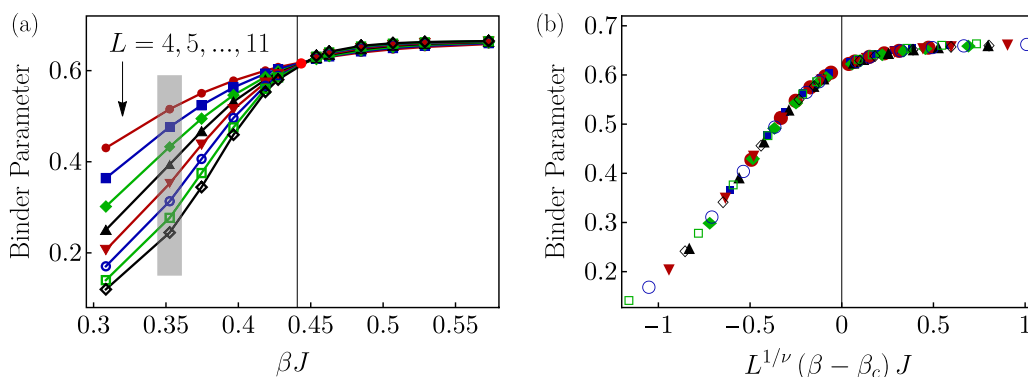 (a)
L = 4, 5, ..., 11
Binder Parameter
0.6
0.4
0.2
0.3 0.35 0.4 0.45 0.5 0.55
βJ
(b)
Binder Parameter
0.7
0.6
0.5
0.4
0.3
0.2
−1 −0.5 0 0.5 1
L^{1/ν} (β − β_c) J